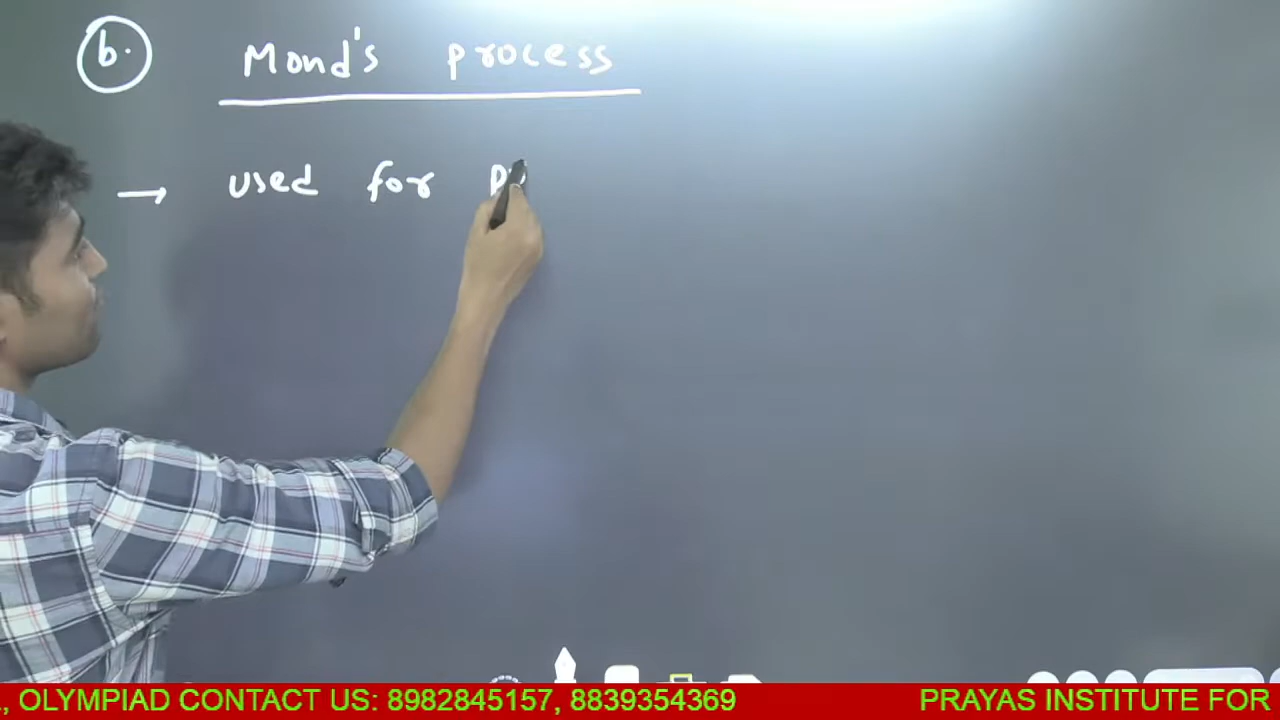 b. Mond's process
→ used for
, OLYMPIAD CONTACT US: 8982845157, 8839354369 PRAYAS INSTITUTE FOR